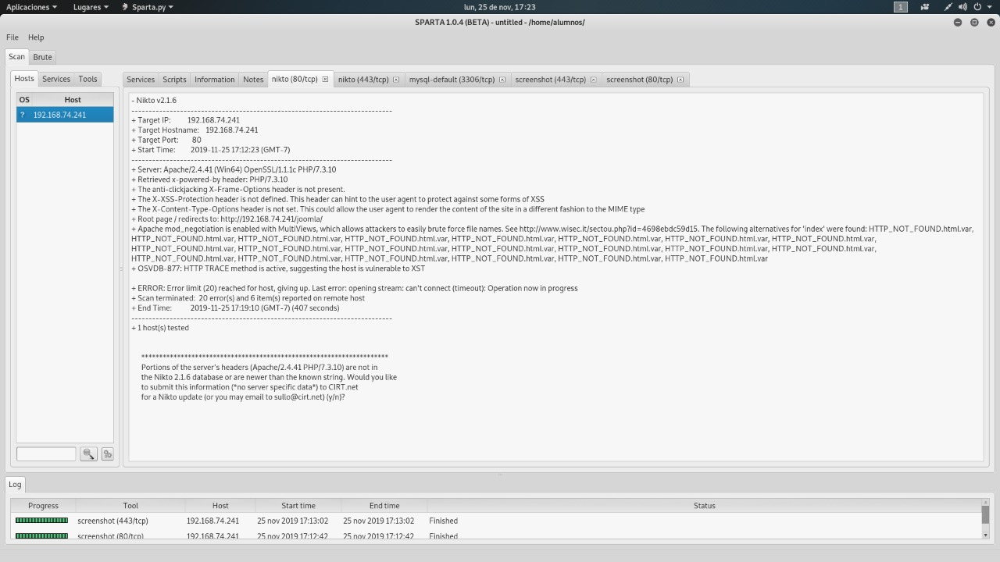 Aplicaciones Lugares Sparta.py lun, 25 de nov, 17:23 1
SPARTA 1.0.4 (BETA) - untitled - /home/alumnos/
File Help
Scan Brute
Hosts Services Tools
Services Scripts Information Notes nikto (80/tcp) nikto (443/tcp) mysql-default (3306/tcp) screenshot (443/tcp) screenshot (80/tcp)
OS Host
? 192.168.74.241
- Nikto v2.1.6
---------------------------------------------------------------------------
+ Target IP: 192.168.74.241
+ Target Hostname: 192.168.74.241
+ Target Port: 80
+ Start Time: 2019-11-25 17:12:23 (GMT-7)
---------------------------------------------------------------------------
+ Server: Apache/2.4.41 (Win64) OpenSSL/1.1.1c PHP/7.3.10
+ Retrieved x-powered-by header: PHP/7.3.10
+ The anti-clickjacking X-Frame-Options header is not present.
+ The X-XSS-Protection header is not defined. This header can hint to the user agent to protect against some forms of XSS
+ The X-Content-Type-Options header is not set. This could allow the user agent to render the content of the site in a different fashion to the MIME type
+ Root page / redirects to: http://192.168.74.241/joomla/
+ Apache mod_negotiation is enabled with MultiViews, which allows attackers to easily brute force file names. See http://www.wisec.it/sectou.php?id=4698ebdc59d15. The following alternatives for 'index' were found: HTTP_NOT_FOUND.html.var,
HTTP_NOT_FOUND.html.var, HTTP_NOT_FOUND.html.var, HTTP_NOT_FOUND.html.var, HTTP_NOT_FOUND.html.var, HTTP_NOT_FOUND.html.var, HTTP_NOT_FOUND.html.var, HTTP_NOT_FOUND.html.var,
HTTP_NOT_FOUND.html.var, HTTP_NOT_FOUND.html.var, HTTP_NOT_FOUND.html.var, HTTP_NOT_FOUND.html.var, HTTP_NOT_FOUND.html.var, HTTP_NOT_FOUND.html.var, HTTP_NOT_FOUND.html.var,
HTTP_NOT_FOUND.html.var, HTTP_NOT_FOUND.html.var, HTTP_NOT_FOUND.html.var, HTTP_NOT_FOUND.html.var, HTTP_NOT_FOUND.html.var, HTTP_NOT_FOUND.html.var
+ OSVDB-877: HTTP TRACE method is active, suggesting the host is vulnerable to XST
+ ERROR: Error limit (20) reached for host, giving up. Last error: opening stream: can't connect (timeout): Operation now in progress
+ Scan terminated: 20 error(s) and 6 item(s) reported on remote host
+ End Time: 2019-11-25 17:19:10 (GMT-7) (407 seconds)
---------------------------------------------------------------------------
+ 1 host(s) tested
*********************************************************************
Portions of the server's headers (Apache/2.4.41 PHP/7.3.10) are not in
the Nikto 2.1.6 database or are newer than the known string. Would you like
to submit this information (*no server specific data*) to CIRT.net
for a Nikto update (or you may email to sullo@cirt.net) (y/n)?
Log
Progress Tool Host Start time End time Status
screenshot (443/tcp) 192.168.74.241 25 nov 2019 17:13:02 25 nov 2019 17:13:02 Finished
screenshot (80/tcp) 192.168.74.241 25 nov 2019 17:12:42 25 nov 2019 17:12:42 Finished